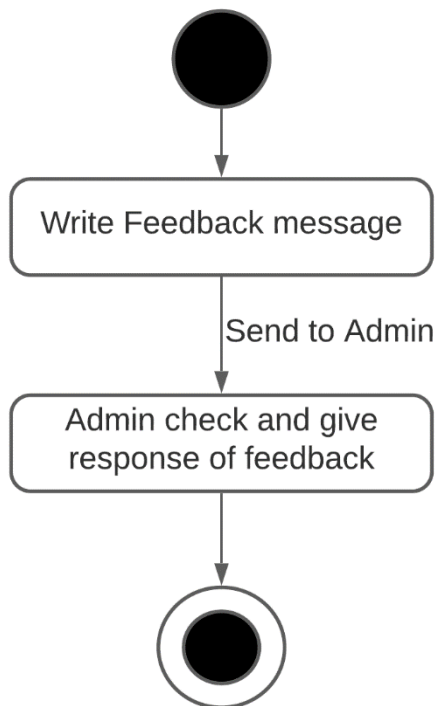 Write Feedback message
Send to Admin
Admin check and give
response of feedback